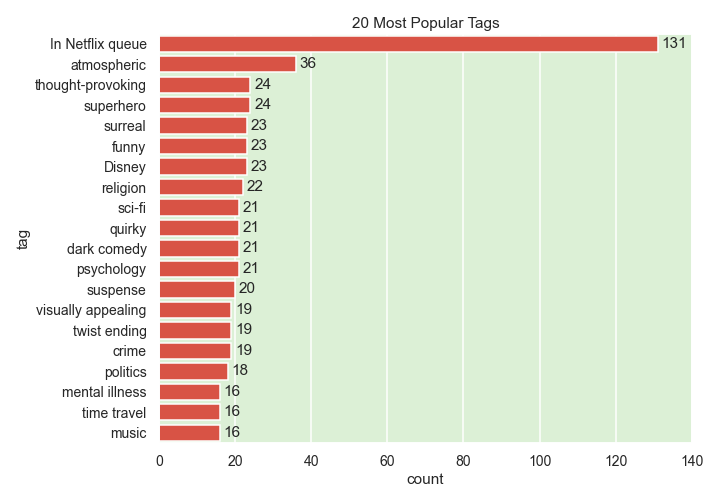 20 Most Popular Tags
In Netflix queue 131
atmospheric 36
thought-provoking 24
superhero 24
surreal 23
funny 23
Disney 23
religion 22
sci-fi 21
quirky 21
dark comedy 21
psychology 21
suspense 20
visually appealing 19
twist ending 19
crime 19
politics 18
mental illness 16
time travel 16
music 16
tag
0 20 40 60 80 100 120 140
count